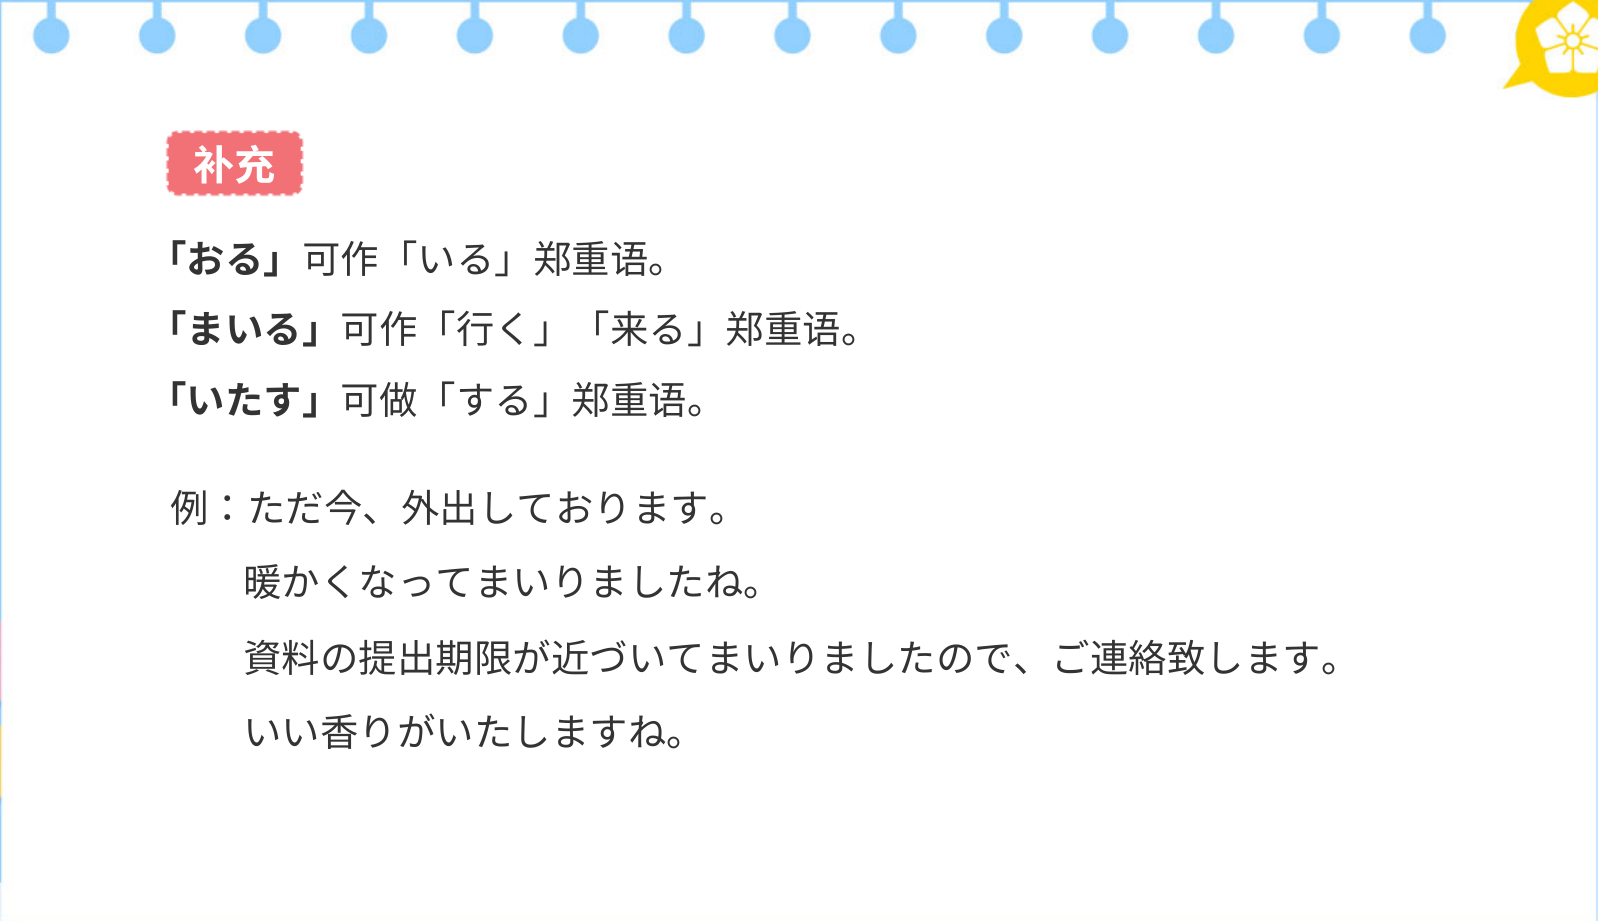 补充
「おる」可作「いる」郑重语。
「まいる」可作「行く」「来る」郑重语。
「いたす」可做「する」郑重语。
例：ただ今、外出しております。
暖かくなってまいりましたね。
資料の提出期限が近づいてまいりましたので、ご連絡致します。
いい香りがいたしますね。